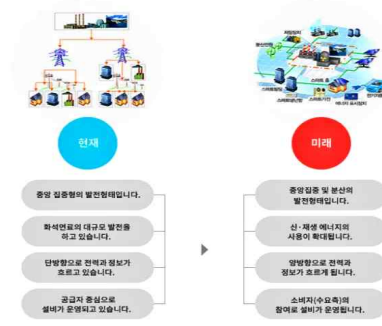 현재
중앙 집중형의 발전형태입니다.
화석연료의 대규모 발전을
하고 있습니다.
단방향으로 전력과 정보가
흐르고 있습니다.
공급자 중심으로
설비가 운영되고 있습니다.
미래
중앙집중 및 분산의
발전형태입니다.
신·재생 에너지의
사용이 확대됩니다.
양방향으로 전력과
정보가 흐르게 됩니다.
소비자(수요측)의
참여로 설비가 운영됩니다.